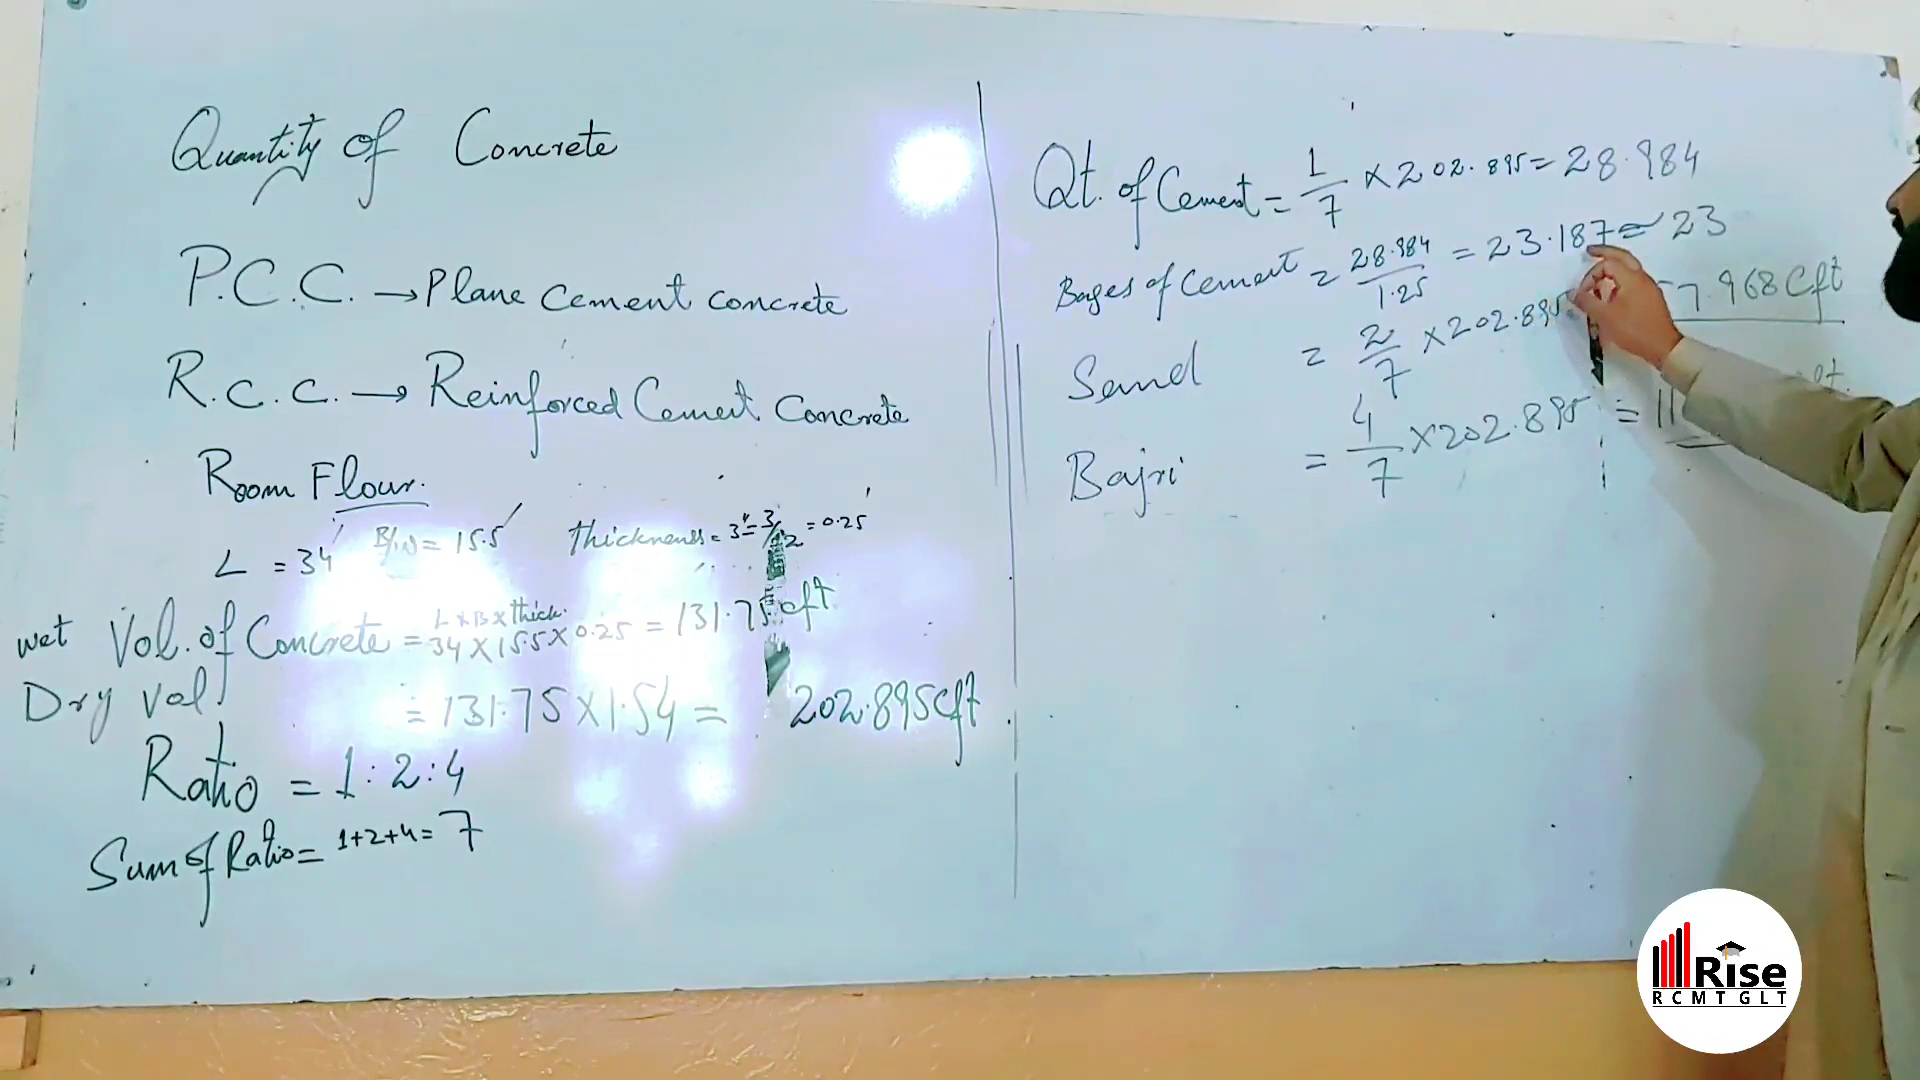 Quantity of Concrete
P.C.C. → Plane cement concrete
R.C.C. → Reinforced Cement Concrete
Room Flour.
L = 34' B/W = 15.5' thickness = 3" = 3/12 = 0.25'
L x B x thick.
wet Vol. of Concrete = 34 x 15.5 x 0.25 = 131.75 cft
Dry vol = 131.75 x 1.54 = 202.895 cft
Ratio = 1:2:4
Sum of Ratio = 1+2+4 = 7
Qt. of Cement = 1/7 x 202.895 = 28.984
Bages of Cement = 28.984/1.25 = 23.187 ≈ 23
Sand = 2/7 x 202.895 7.968 Cft
Bajri = 4/7 x 202.895 = 11
Rise
RCMTGLT